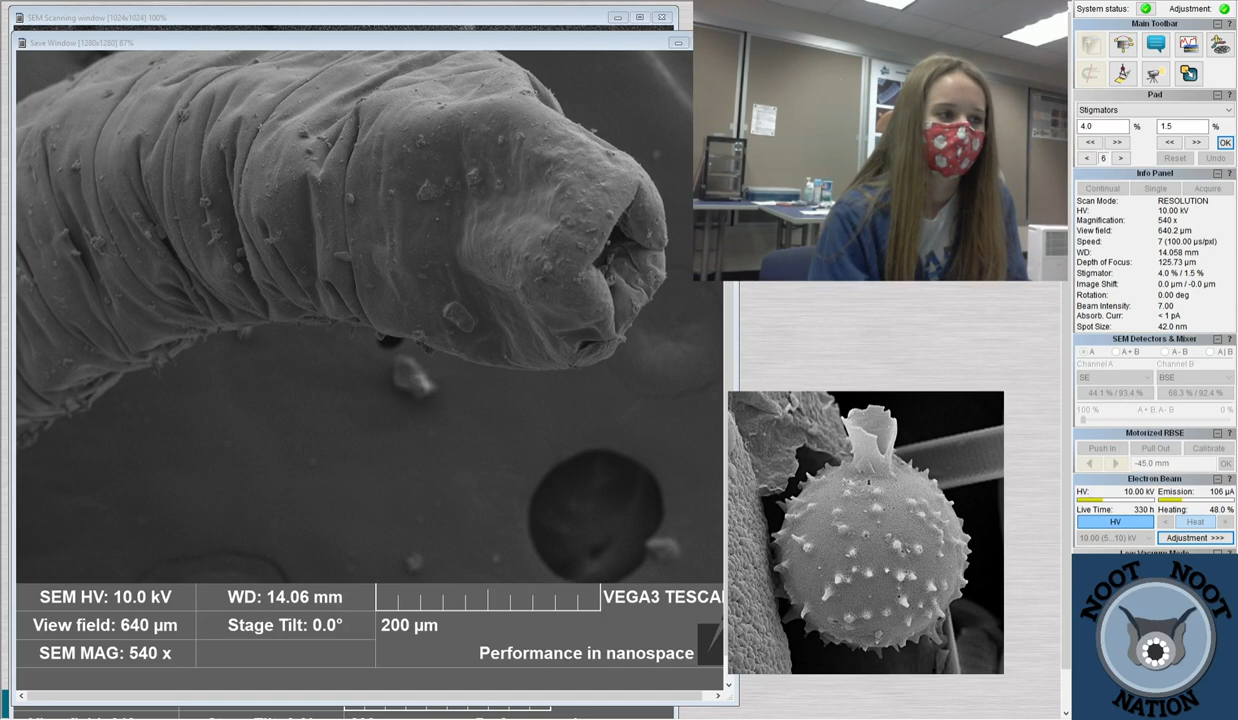 SEM Scanning window [1024x1024] 100%
Save Window [1280x1280] 87%
SEM HV: 10.0 kV
WD: 14.06 mm
VEGA3 TESCA
View field: 640 µm
Stage Tilt: 0.0°
200 µm
SEM MAG: 540 x
Performance in nanospace
System status:
Adjustment:
Main Toolbar
Pad
Stigmators
4.0 %
1.5 %
<< >> << >> OK
< 6 > Reset Undo
Info Panel
Continual Single Acquire
Scan Mode: RESOLUTION
HV: 10.00 kV
Magnification: 540 x
View field: 640.2 µm
Speed: 7 (100.00 µs/pxl)
WD: 14.058 mm
Depth of Focus: 125.73 µm
Stigmator: 4.0 % / 1.5 %
Image Shift: 0.0 µm / -0.0 µm
Rotation: 0.00 deg
Beam Intensity: 7.00
Absorb. Curr: < 1 pA
Spot Size: 42.0 nm
SEM Detectors & Mixer
A A + B A - B A | B
Channel A Channel B
SE BSE
44.1 % / 93.4 % 68.3 % / 92.4 %
100 % A + B; A - B 0 %
Motorized RBSE
Push In Pull Out Calibrate
-45.0 mm OK
Electron Beam
HV: 10.00 kV Emission: 106 µA
Live Time: 330 h Heating: 48.0 %
HV < Heat >
10.00 (5...10) kV Adjustment >>>
NOOT NOOT
NATION